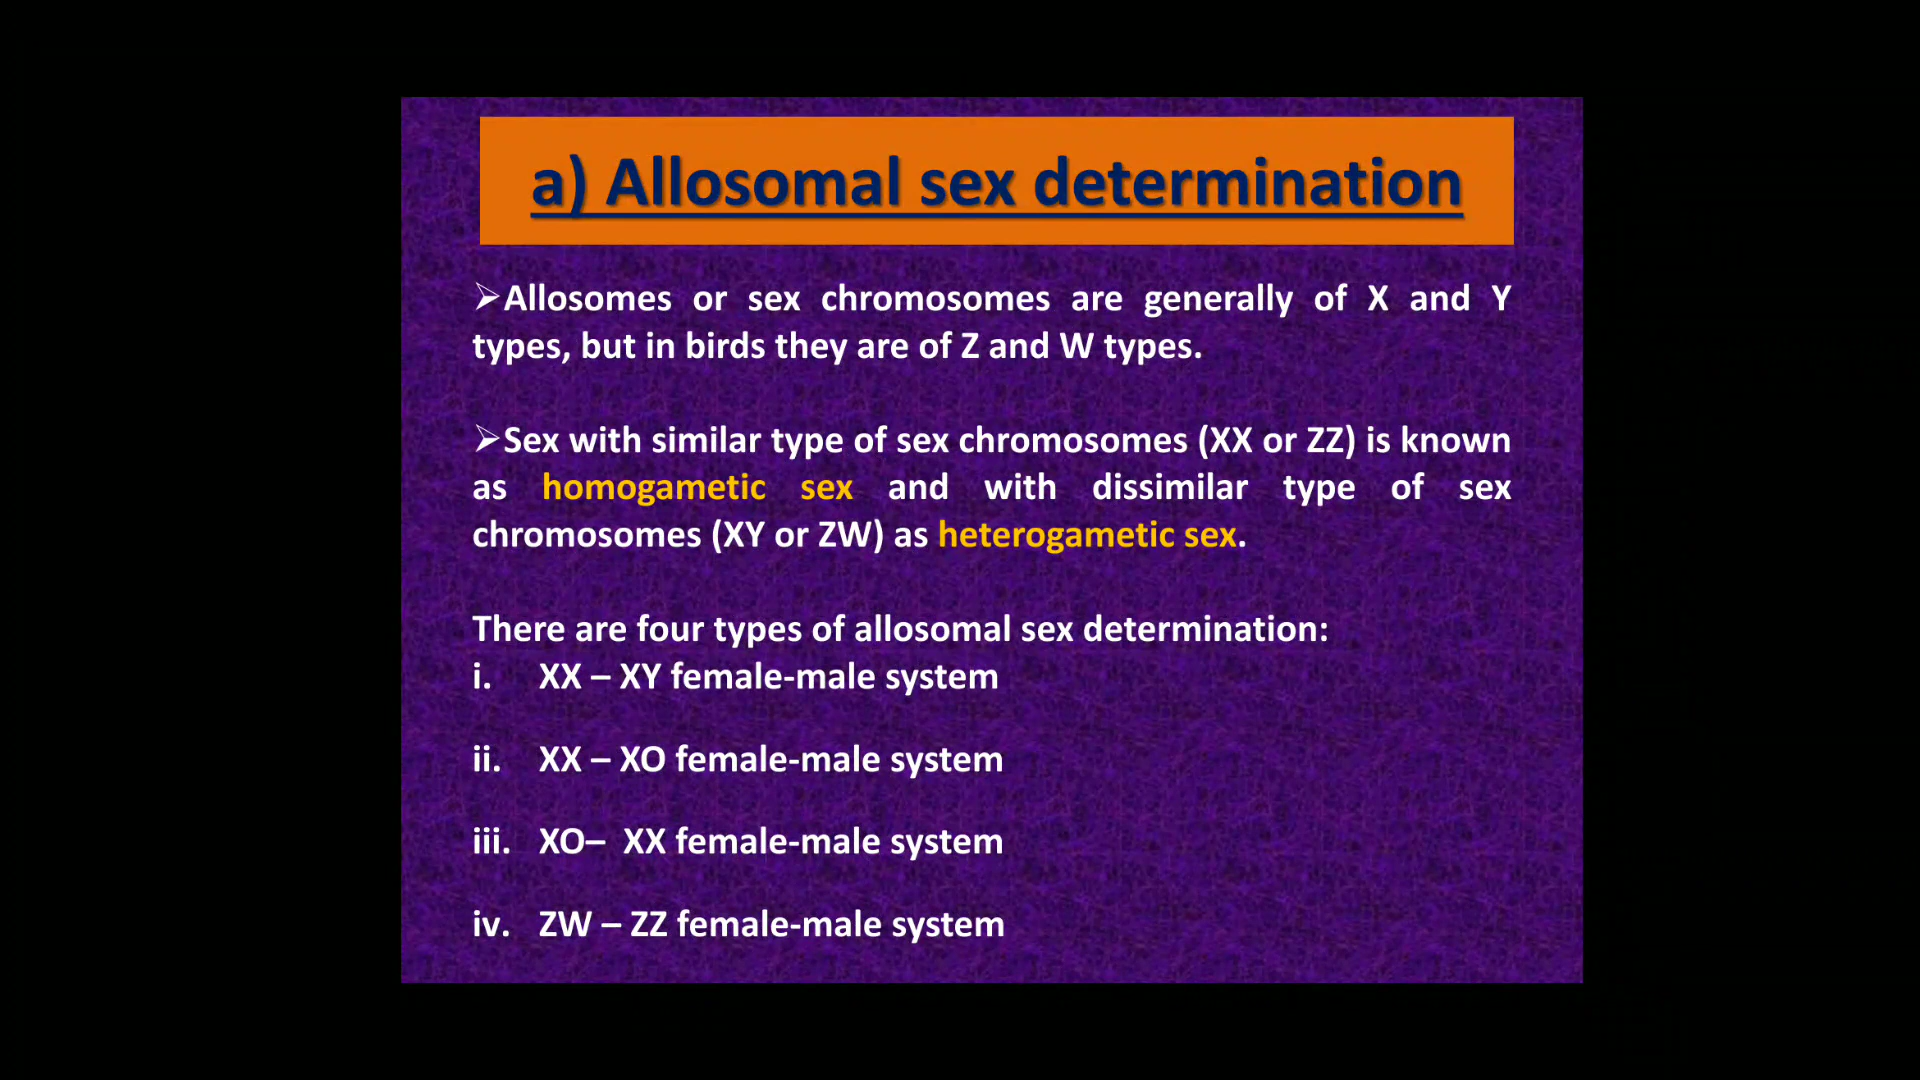 a) Allosomal sex determination
➢Allosomes or sex chromosomes are generally of X and Y
types, but in birds they are of Z and W types.
➢Sex with similar type of sex chromosomes (XX or ZZ) is known
as homogametic sex and with dissimilar type of sex
chromosomes (XY or ZW) as heterogametic sex.
There are four types of allosomal sex determination:
i. XX – XY female-male system
ii. XX – XO female-male system
iii. XO– XX female-male system
iv. ZW – ZZ female-male system